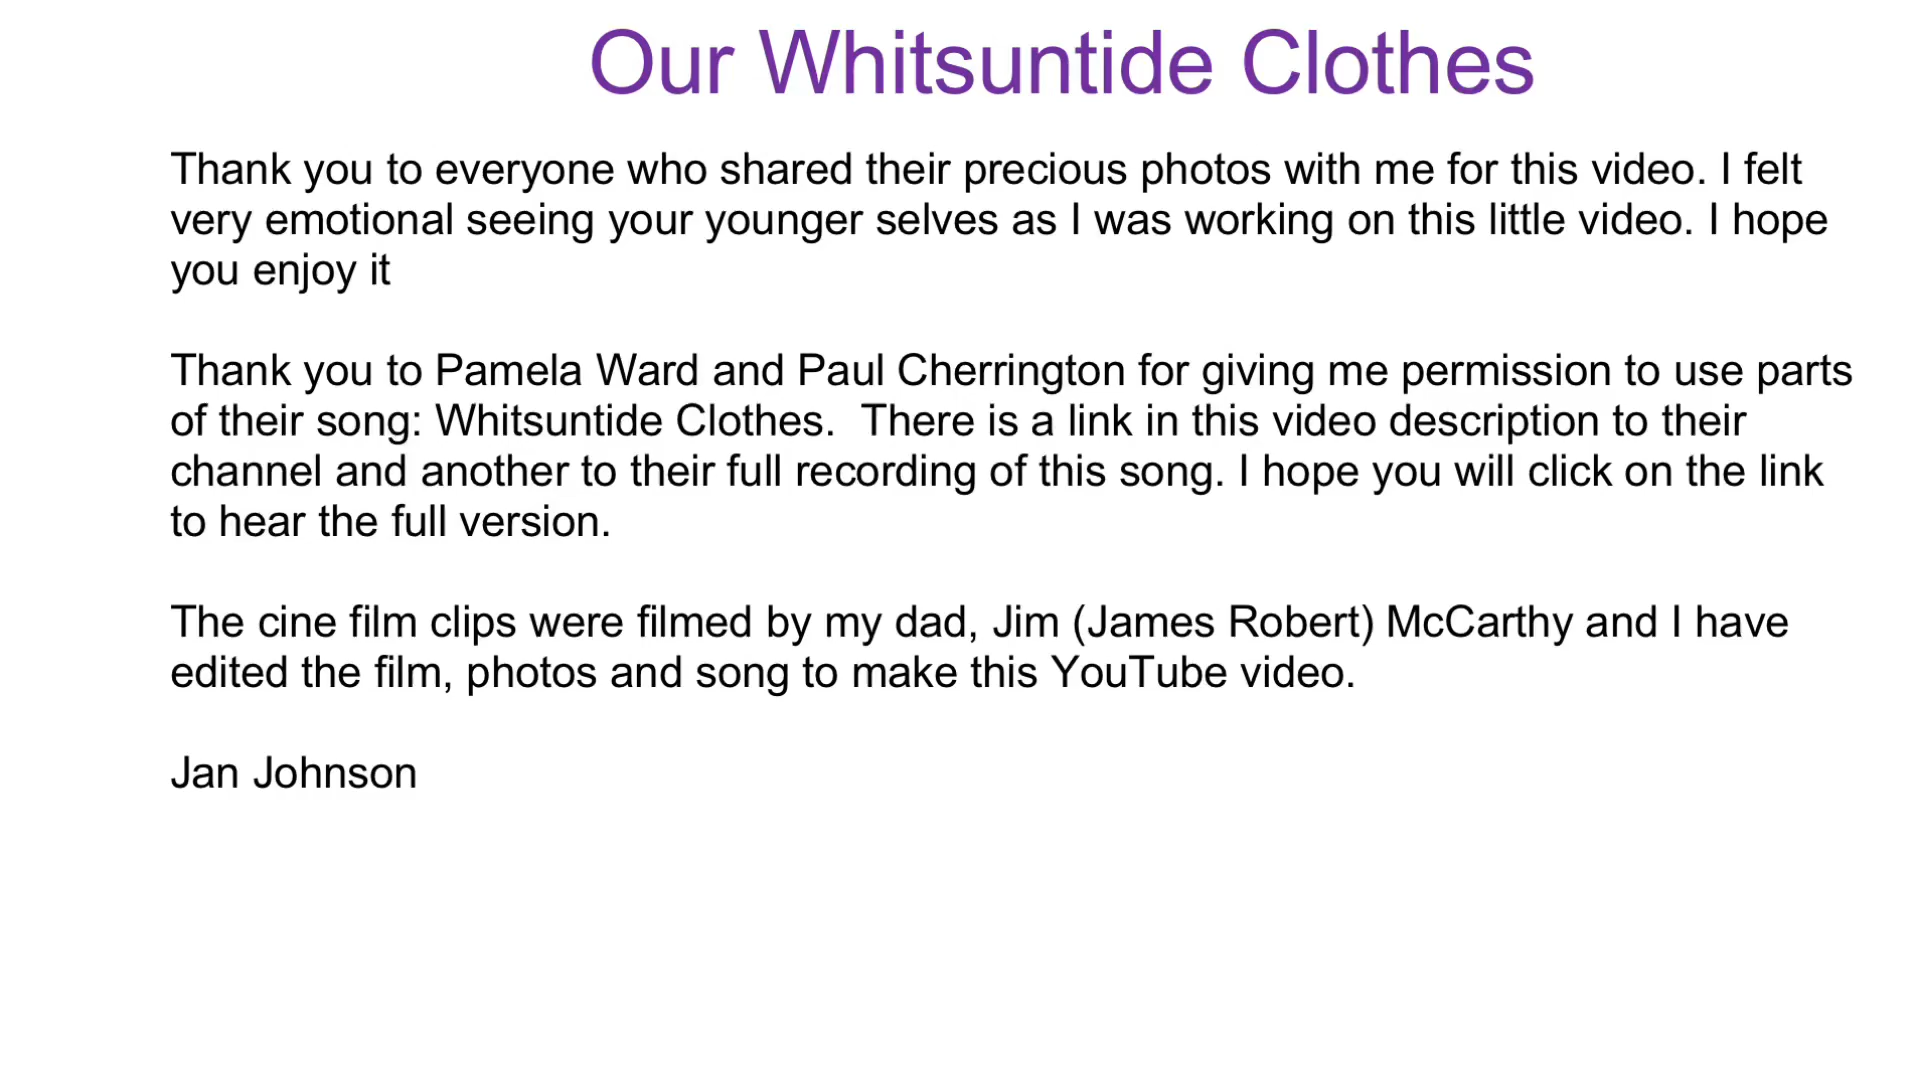 Our Whitsuntide Clothes
Thank you to everyone who shared their precious photos with me for this video. I felt
very emotional seeing your younger selves as I was working on this little video. I hope
you enjoy it
Thank you to Pamela Ward and Paul Cherrington for giving me permission to use parts
of their song: Whitsuntide Clothes.  There is a link in this video description to their
channel and another to their full recording of this song. I hope you will click on the link
to hear the full version.
The cine film clips were filmed by my dad, Jim (James Robert) McCarthy and I have
edited the film, photos and song to make this YouTube video.
Jan Johnson